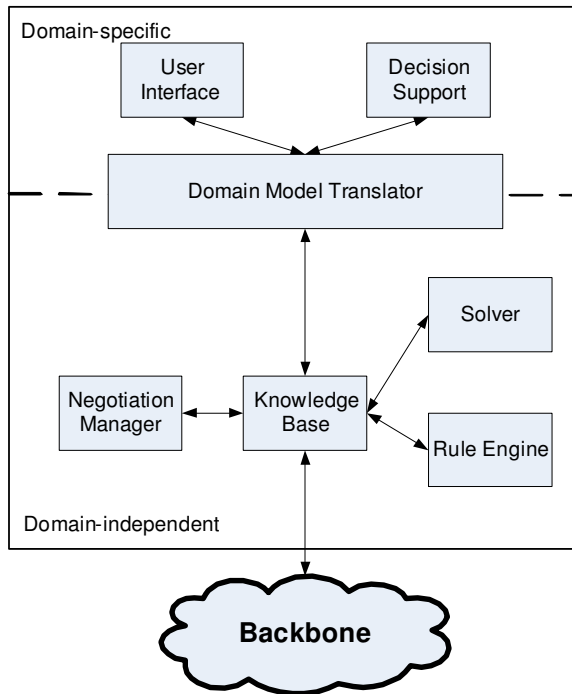 Domain-specific
User
Interface
Decision
Support
Domain Model Translator
Solver
Negotiation
Manager
Knowledge
Base
Rule Engine
Domain-independent
Backbone